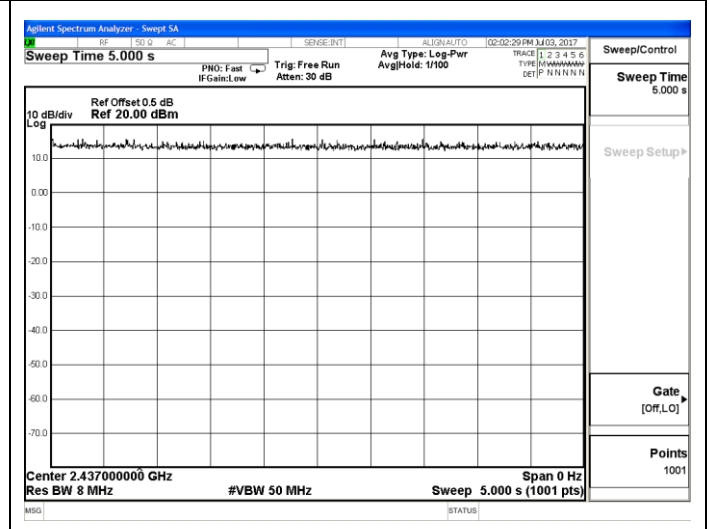 Agilent Spectrum Analyzer - Swept SA
RF 50 Ω AC SENSE:INT ALIGN AUTO 02:02:29 PM Jul 03, 2017
Sweep Time 5.000 s
PNO: Fast
IFGain:Low
Trig: Free Run
Atten: 30 dB
Avg Type: Log-Pwr
Avg|Hold: 1/100
TRACE 1 2 3 4 5 6
TYPE M
DET P N N N N N
Sweep/Control
Sweep Time
5.000 s
Sweep Setup
Gate
[Off,LO]
Points
1001
Ref Offset 0.5 dB
10 dB/div Ref 20.00 dBm
Log
10.0
0.00
-10.0
-20.0
-30.0
-40.0
-50.0
-60.0
-70.0
Center 2.437000000 GHz Span 0 Hz
Res BW 8 MHz #VBW 50 MHz Sweep 5.000 s (1001 pts)
MSG STATUS